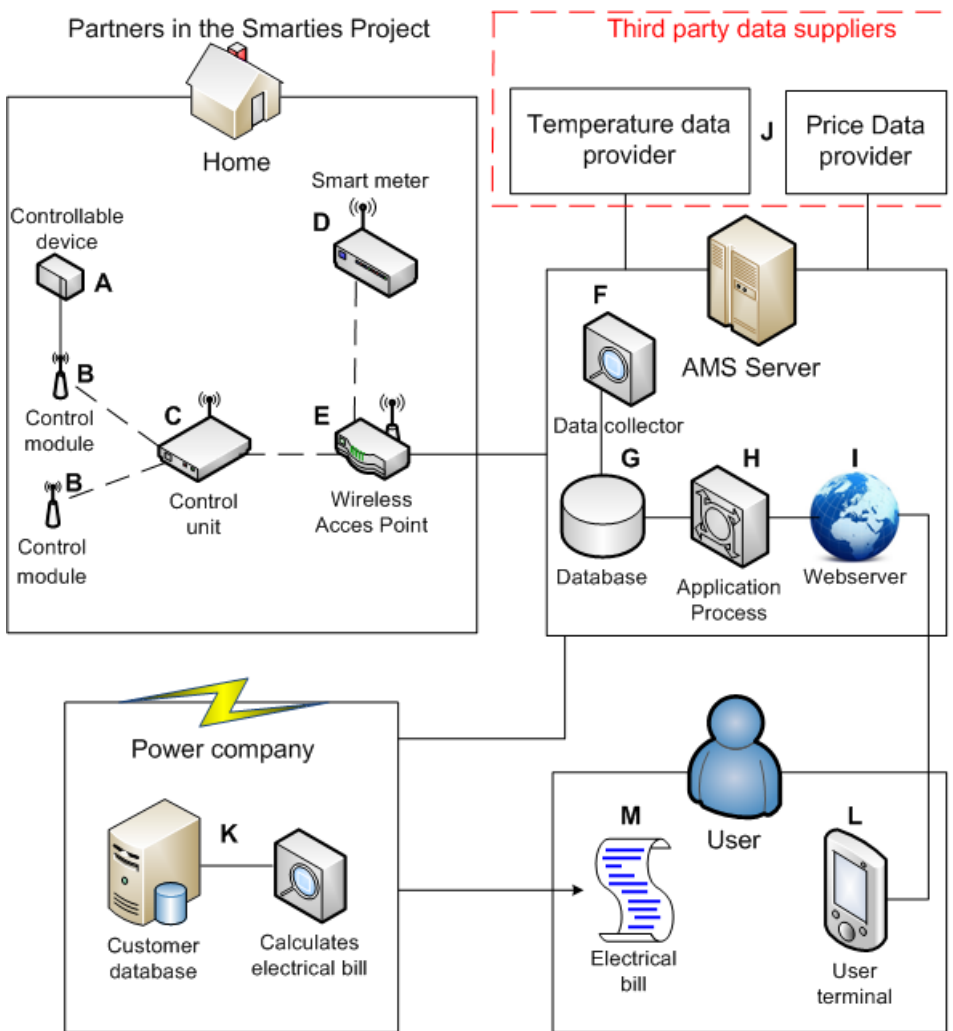 Partners in the Smarties Project
Third party data suppliers
Temperature data
provider
J
Price Data
provider
Home
Smart meter
D
Controllable
device
A
B
Control
module
C
Control
unit
E
Wireless
Acces Point
B
Control
module
AMS Server
F
Data collector
G
Database
H
Application
Process
I
Webserver
Power company
K
Customer
database
Calculates
electrical bill
User
M
Electrical
bill
L
User
terminal